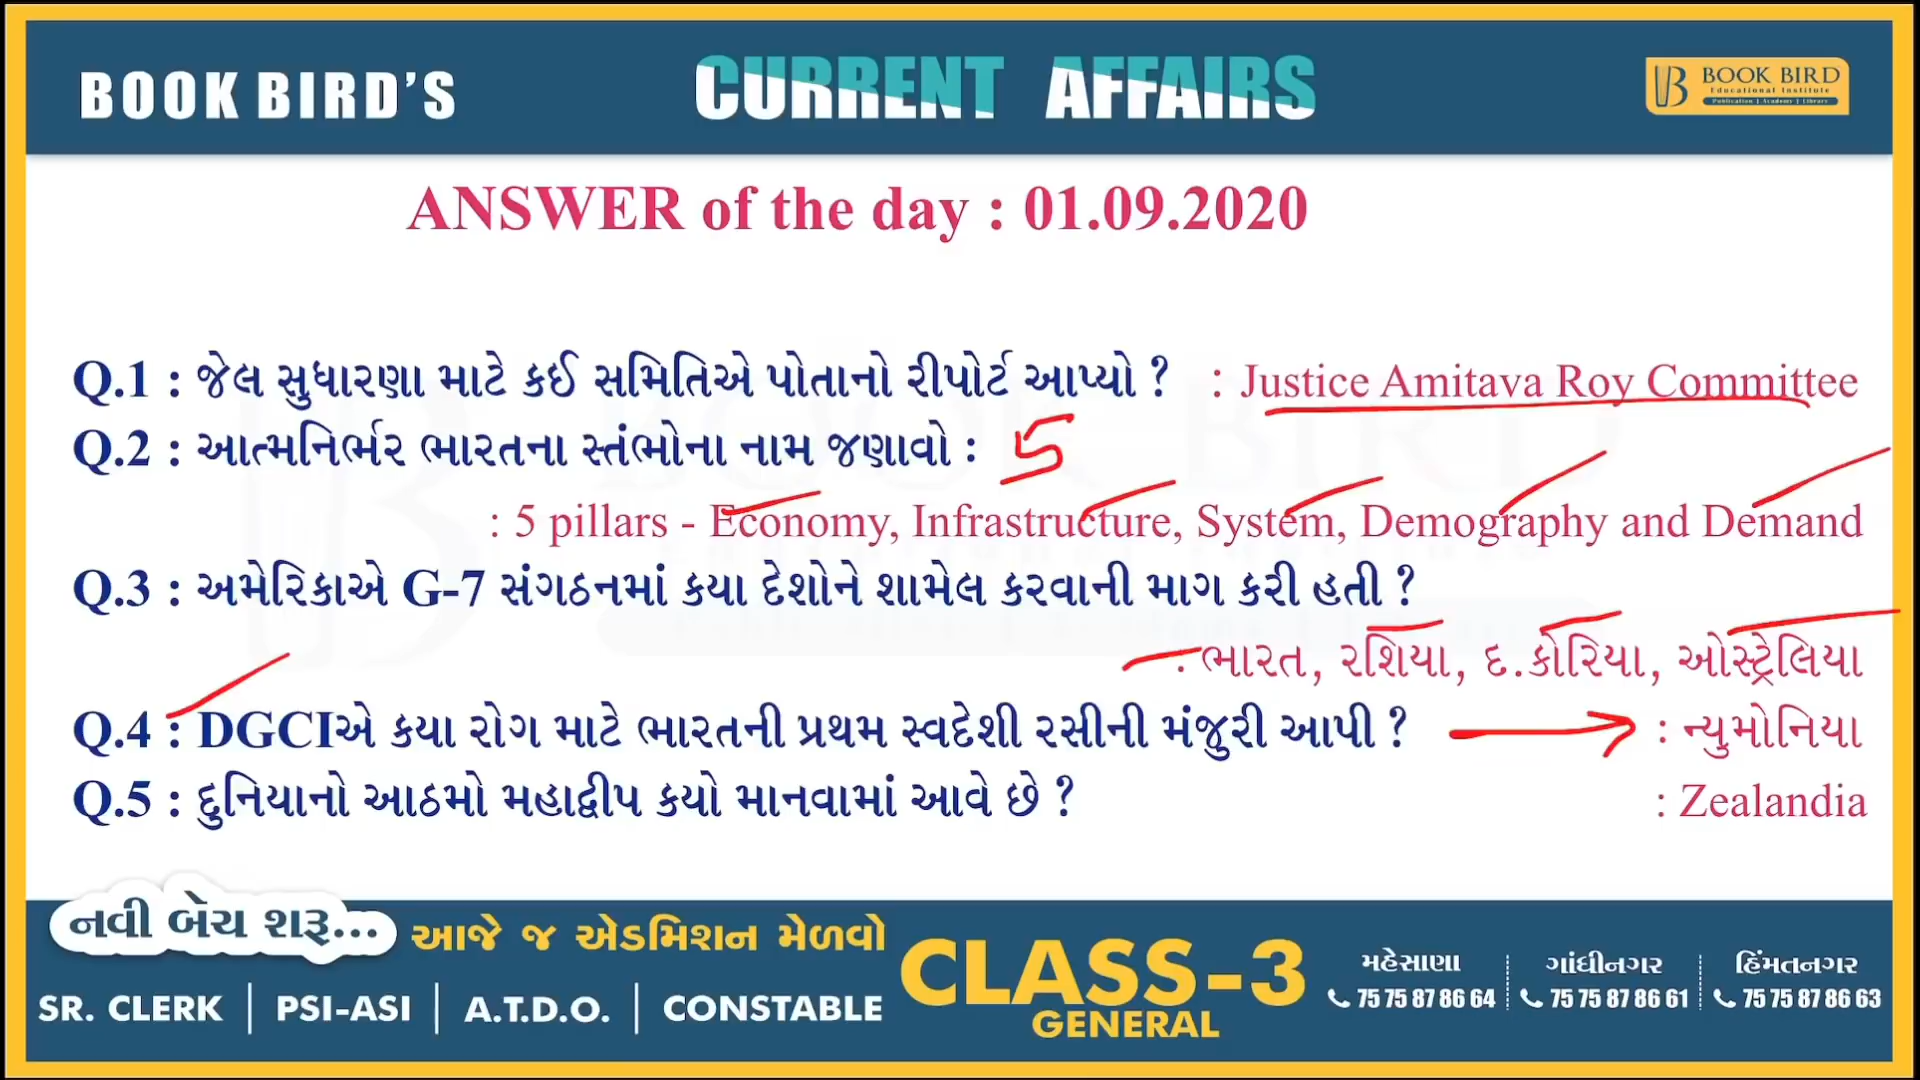 BOOK BIRD'S
CURRENT AFFAIRS
BOOK BIRD
Educational Institute
Publication | Academy | Library
ANSWER of the day : 01.09.2020
Q.1 : જેલ સુધારણા માટે કઈ સમિતિએ પોતાનો રીપોર્ટ આપ્યો ? : Justice Amitava Roy Committee
Q.2 : આત્મનિર્ભર ભારતના સ્તંભોના નામ જણાવો : 5
: 5 pillars - Economy, Infrastructure, System, Demography and Demand
Q.3 : અમેરિકાએ G-7 સંગઠનમાં કયા દેશોને શામેલ કરવાની માગ કરી હતી ?
: ભારત, રશિયા, દ.કોરિયા, ઓસ્ટ્રેલિયા
Q.4 : DGCIએ કયા રોગ માટે ભારતની પ્રથમ સ્વદેશી રસીની મંજુરી આપી ? : ન્યુમોનિયા
Q.5 : દુનિયાનો આઠમો મહાદ્વીપ કયો માનવામાં આવે છે ? : Zealandia
નવી બેચ શરૂ... આજે જ એડમિશન મેળવો
SR. CLERK | PSI-ASI | A.T.D.O. | CONSTABLE
CLASS-3
GENERAL
મહેસાણા
75 75 87 86 64
ગાંધીનગર
75 75 87 86 61
હિંમતનગર
75 75 87 86 63